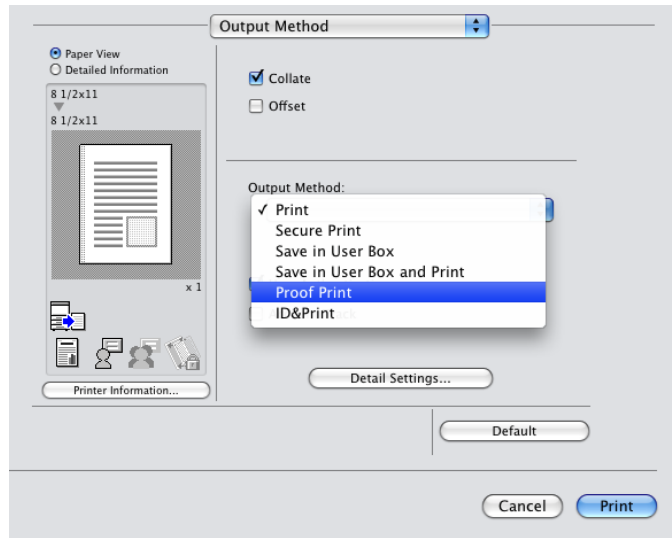 Output Method
Paper View
Detailed Information
8 1/2x11
8 1/2x11
x 1
Printer Information...
Collate
Offset
Output Method:
✓ Print
Secure Print
Save in User Box
Save in User Box and Print
Proof Print
ID&Print
Detail Settings...
Default
Cancel
Print